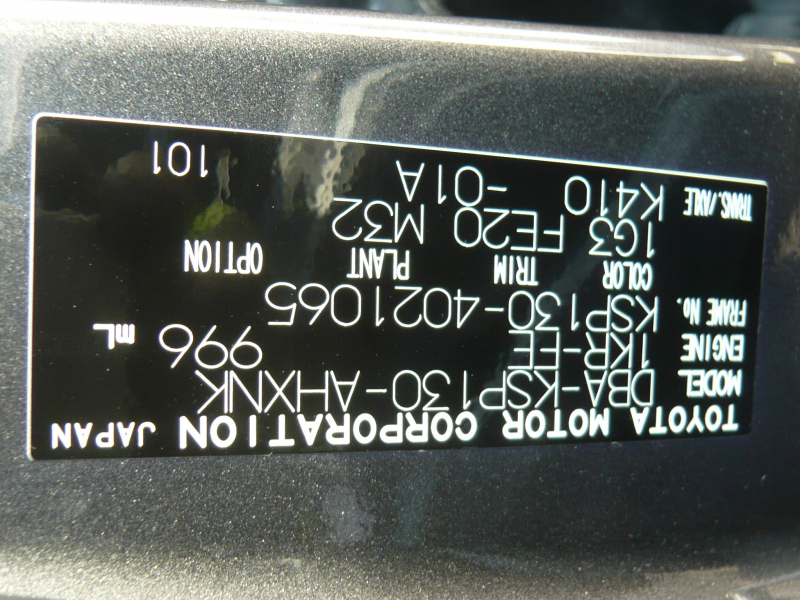 TOYOTA MOTOR CORPORATION JAPAN
MODEL DBA-KSP130-AHXNK
ENGINE 1KR-FE 996 mL
FRAME No. KSP130-4021065
COLOR TRIM PLANT OPTION
1G3 FE20 M32
TRANS./AXLE K410 -01A 101